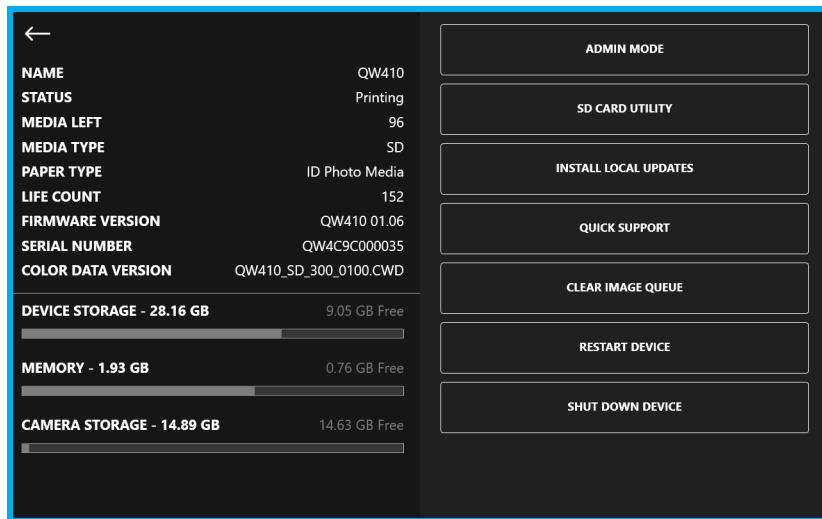 NAME QW410
STATUS Printing
MEDIA LEFT 96
MEDIA TYPE SD
PAPER TYPE ID Photo Media
LIFE COUNT 152
FIRMWARE VERSION QW410 01.06
SERIAL NUMBER QW4C9C000035
COLOR DATA VERSION QW410_SD_300_0100.CWD
DEVICE STORAGE - 28.16 GB 9.05 GB Free
MEMORY - 1.93 GB 0.76 GB Free
CAMERA STORAGE - 14.89 GB 14.63 GB Free
ADMIN MODE
SD CARD UTILITY
INSTALL LOCAL UPDATES
QUICK SUPPORT
CLEAR IMAGE QUEUE
RESTART DEVICE
SHUT DOWN DEVICE